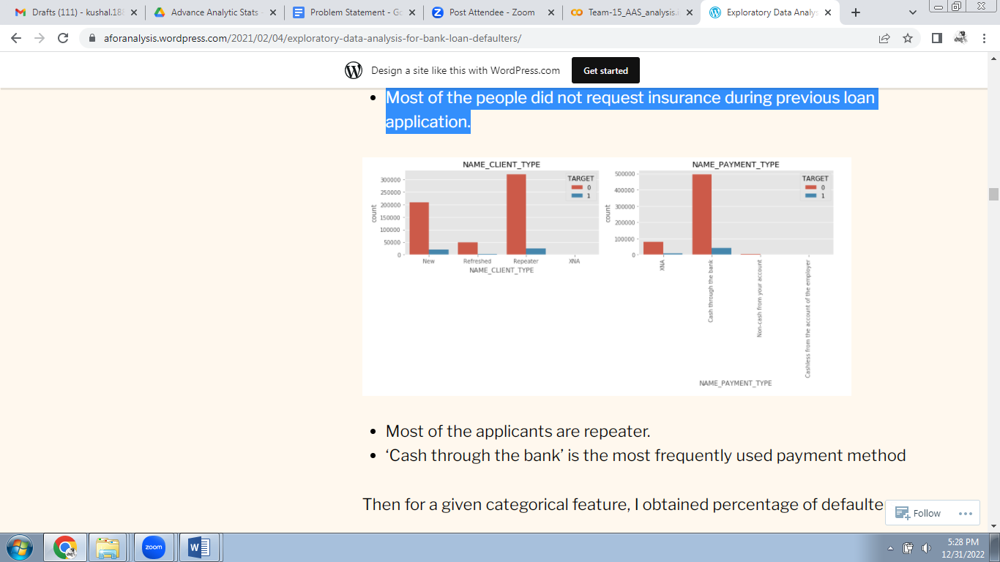 Drafts (111) - kushal.188
Advance Analytic Stats -
Problem Statement - Go
Post Attendee - Zoom
Team-15_AAS_analysis.i
Exploratory Data Analys
aforanalysis.wordpress.com/2021/02/04/exploratory-data-analysis-for-bank-loan-defaulters/
Design a site like this with WordPress.com
Get started
• Most of the people did not request insurance during previous loan
application.
NAME_CLIENT_TYPE
TARGET
0
1
count
300000
250000
200000
150000
100000
50000
0
New
Refreshed
Repeater
XNA
NAME_CLIENT_TYPE
NAME_PAYMENT_TYPE
TARGET
0
1
count
500000
400000
300000
200000
100000
0
XNA
Cash through the bank
Non-cash from your account
Cashless from the account of the employer
NAME_PAYMENT_TYPE
• Most of the applicants are repeater.
• ‘Cash through the bank’ is the most frequently used payment method
Then for a given categorical feature, I obtained percentage of defaulte
Follow
zoom
5:28 PM
12/31/2022